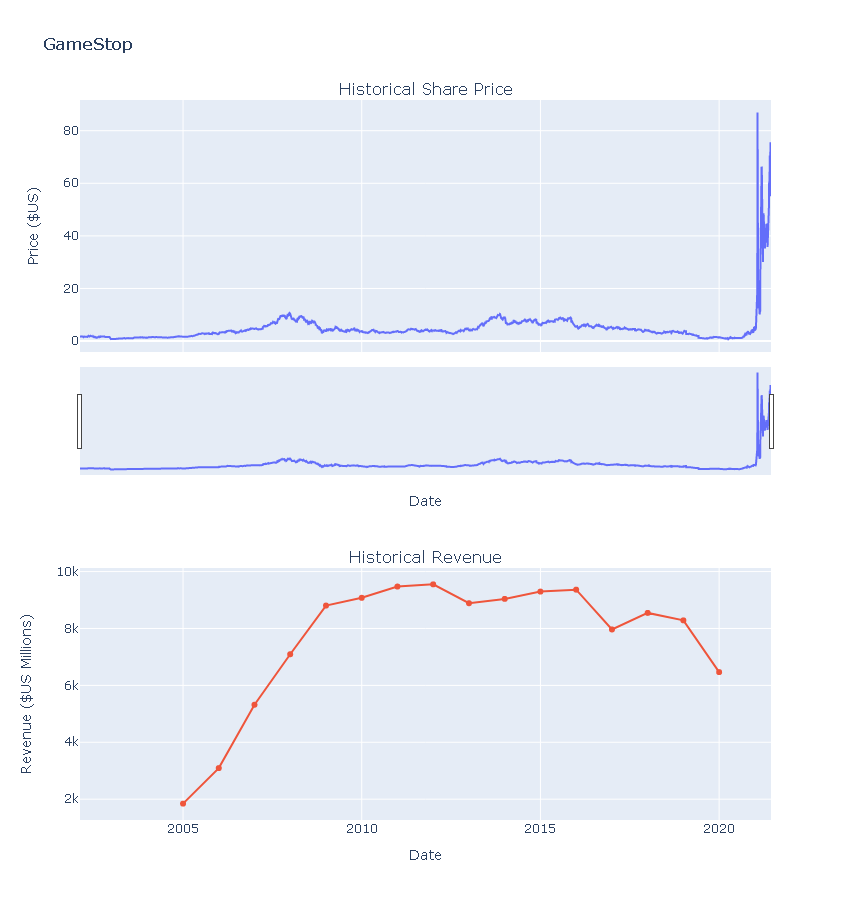 GameStop
Historical Share Price
80
60
40
20
0
Price ($US)
Date
Historical Revenue
10k
8k
6k
4k
2k
Revenue ($US Millions)
2005 2010 2015 2020
Date